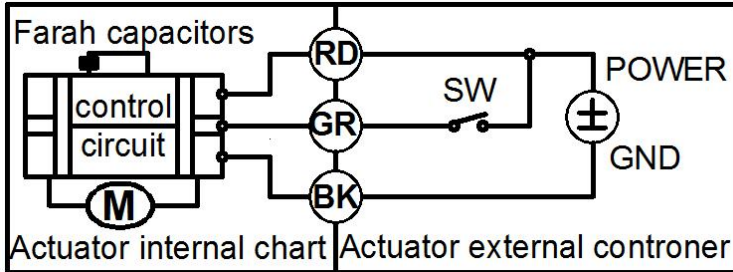 Farah capacitors
RD
POWER
control
SW
GR
±
circuit
GND
M
BK
Actuator internal chart
Actuator external controner